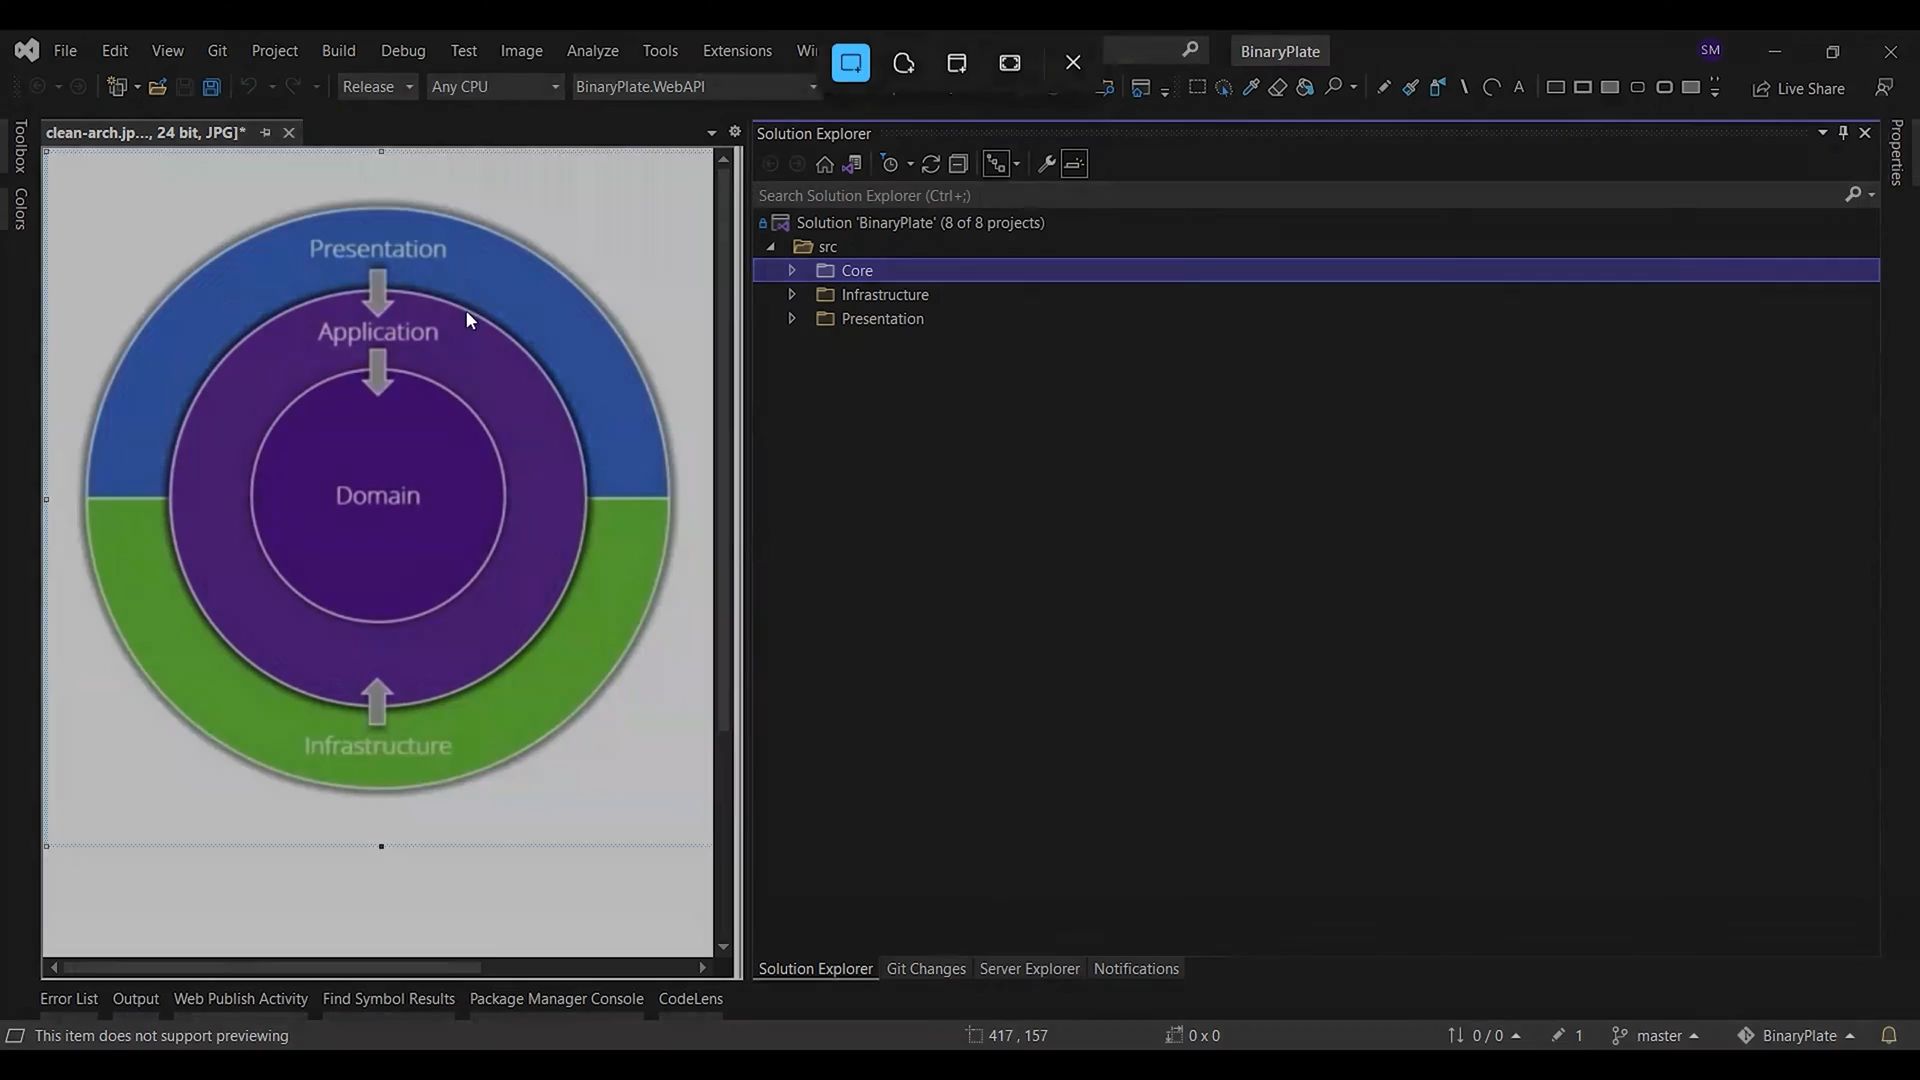 File Edit View Git Project Build Debug Test Image Analyze Tools Extensions Wi
BinaryPlate
SM
Release Any CPU BinaryPlate.WebAPI
Live Share
Toolbox
Colors
clean-arch.jp..., 24 bit, JPG]*
Presentation
Application
Domain
Infrastructure
Solution Explorer
Search Solution Explorer (Ctrl+;)
Solution 'BinaryPlate' (8 of 8 projects)
src
Core
Infrastructure
Presentation
Properties
Solution Explorer Git Changes Server Explorer Notifications
Error List Output Web Publish Activity Find Symbol Results Package Manager Console CodeLens
This item does not support previewing
417 , 157
0 x 0
0 / 0
1
master
BinaryPlate